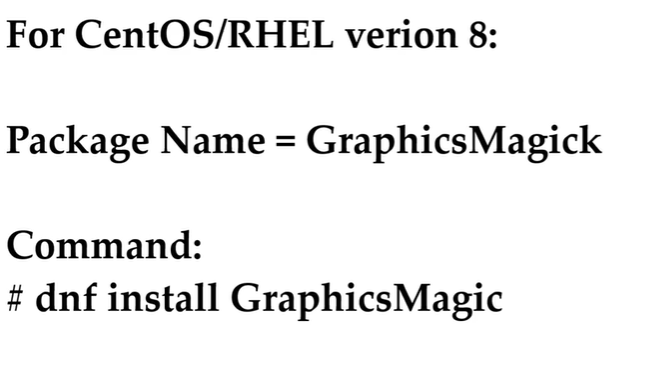 For CentOS/RHEL verion 8:
Package Name = GraphicsMagick
Command:
# dnf install GraphicsMagic